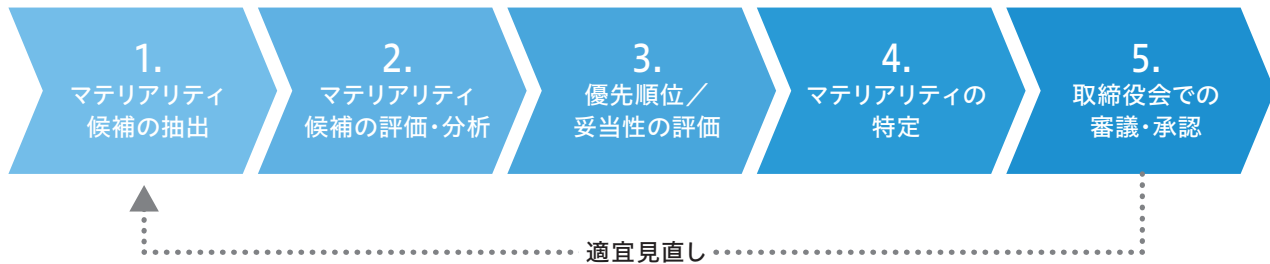 1.
マテリアリティ
候補の抽出
2.
マテリアリティ
候補の評価・分析
3.
優先順位／
妥当性の評価
4.
マテリアリティの
特定
5.
取締役会での
審議・承認
適宜見直し